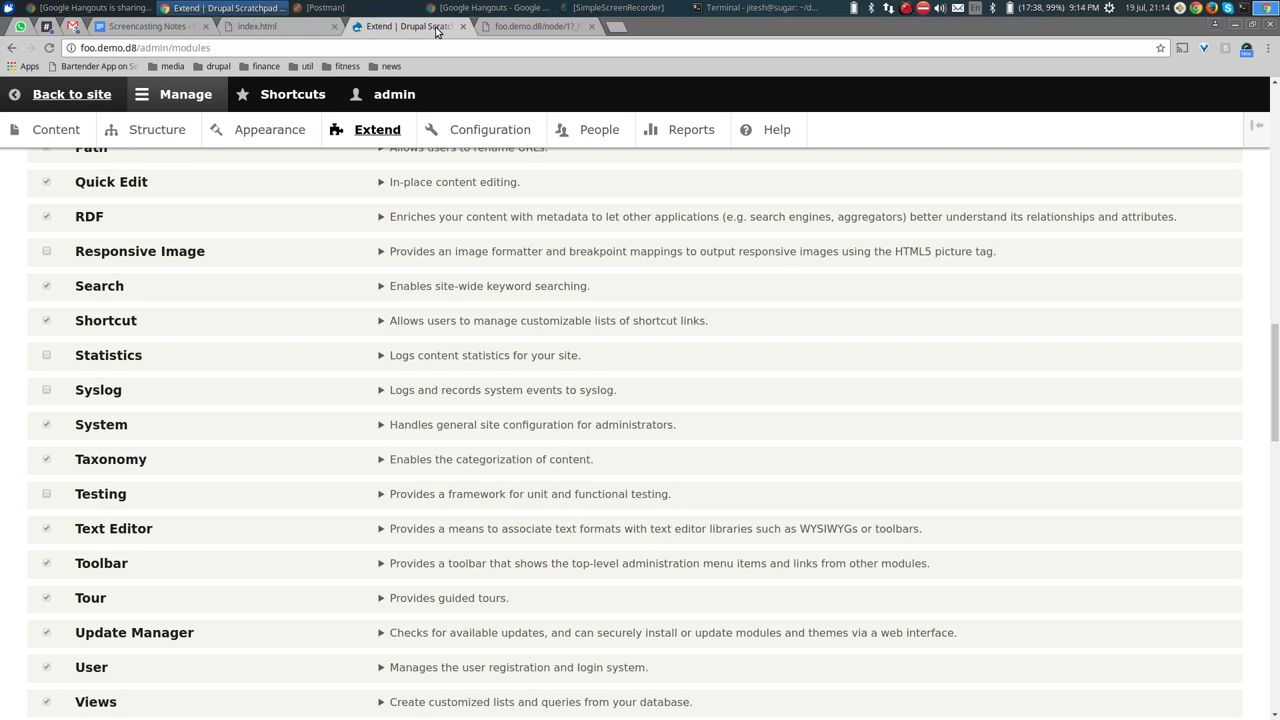 [Google Hangouts is sharing...
Extend | Drupal Scratchpad ...
[Postman]
[Google Hangouts - Google ...
[SimpleScreenRecorder]
Terminal - jitesh@sugar: ~/d...
(17:38, 99%)
9:14 PM
EN
19 Jul, 21:14
Screencasting Notes - G
index.html
Extend | Drupal Scratc
foo.demo.d8/node/1?_f
foo.demo.d8/admin/modules
Apps
Bartender App on Se
media
drupal
finance
util
fitness
news
Back to site
Manage
Shortcuts
admin
Content
Structure
Appearance
Extend
Configuration
People
Reports
Help
Path
Allows users to rename URLs.
Quick Edit
In-place content editing.
RDF
Enriches your content with metadata to let other applications (e.g. search engines, aggregators) better understand its relationships and attributes.
Responsive Image
Provides an image formatter and breakpoint mappings to output responsive images using the HTML5 picture tag.
Search
Enables site-wide keyword searching.
Shortcut
Allows users to manage customizable lists of shortcut links.
Statistics
Logs content statistics for your site.
Syslog
Logs and records system events to syslog.
System
Handles general site configuration for administrators.
Taxonomy
Enables the categorization of content.
Testing
Provides a framework for unit and functional testing.
Text Editor
Provides a means to associate text formats with text editor libraries such as WYSIWYGs or toolbars.
Toolbar
Provides a toolbar that shows the top-level administration menu items and links from other modules.
Tour
Provides guided tours.
Update Manager
Checks for available updates, and can securely install or update modules and themes via a web interface.
User
Manages the user registration and login system.
Views
Create customized lists and queries from your database.